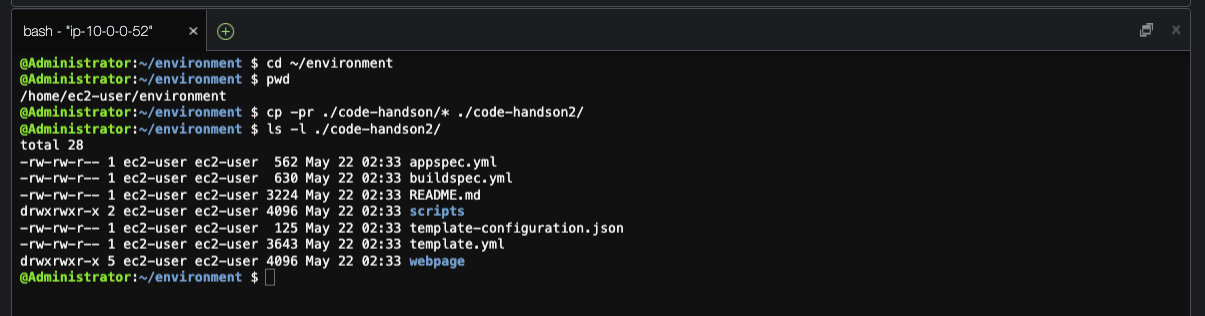 bash - "ip-10-0-0-52"
@Administrator:~/environment $ cd ~/environment
@Administrator:~/environment $ pwd
/home/ec2-user/environment
@Administrator:~/environment $ cp -pr ./code-handson/* ./code-handson2/
@Administrator:~/environment $ ls -l ./code-handson2/
total 28
-rw-rw-r-- 1 ec2-user ec2-user  562 May 22 02:33 appspec.yml
-rw-rw-r-- 1 ec2-user ec2-user  630 May 22 02:33 buildspec.yml
-rw-rw-r-- 1 ec2-user ec2-user 3224 May 22 02:33 README.md
drwxrwxr-x 2 ec2-user ec2-user 4096 May 22 02:33 scripts
-rw-rw-r-- 1 ec2-user ec2-user  125 May 22 02:33 template-configuration.json
-rw-rw-r-- 1 ec2-user ec2-user 3643 May 22 02:33 template.yml
drwxrwxr-x 5 ec2-user ec2-user 4096 May 22 02:33 webpage
@Administrator:~/environment $